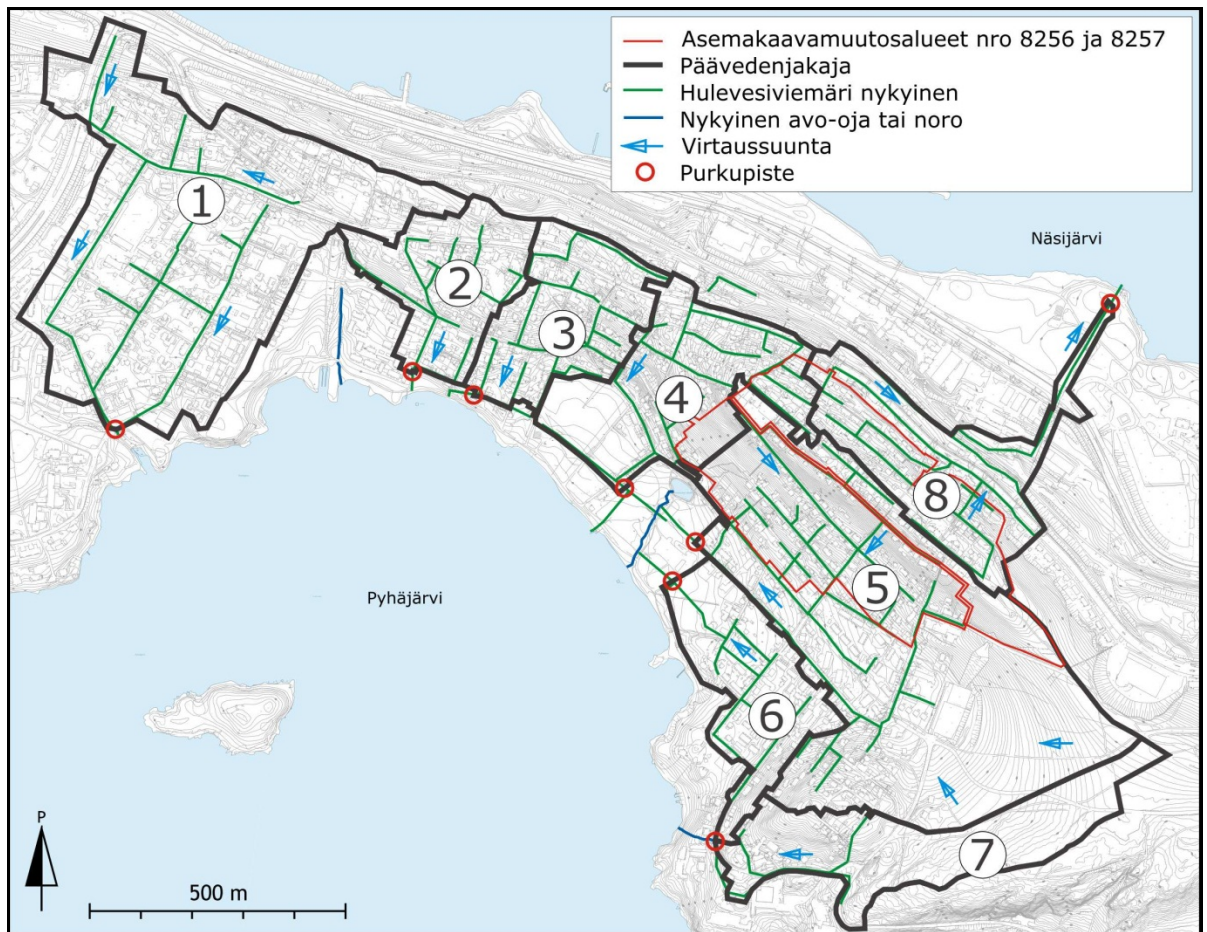 Asemakaavamuutosalueet nro 8256 ja 8257
Päävedenjakaja
Hulevesiviemäri nykyinen
Nykyinen avo-oja tai noro
Virtaussuunta
Purkupiste
1
2
3
4
5
6
7
8
Näsijärvi
Pyhäjärvi
P
500 m